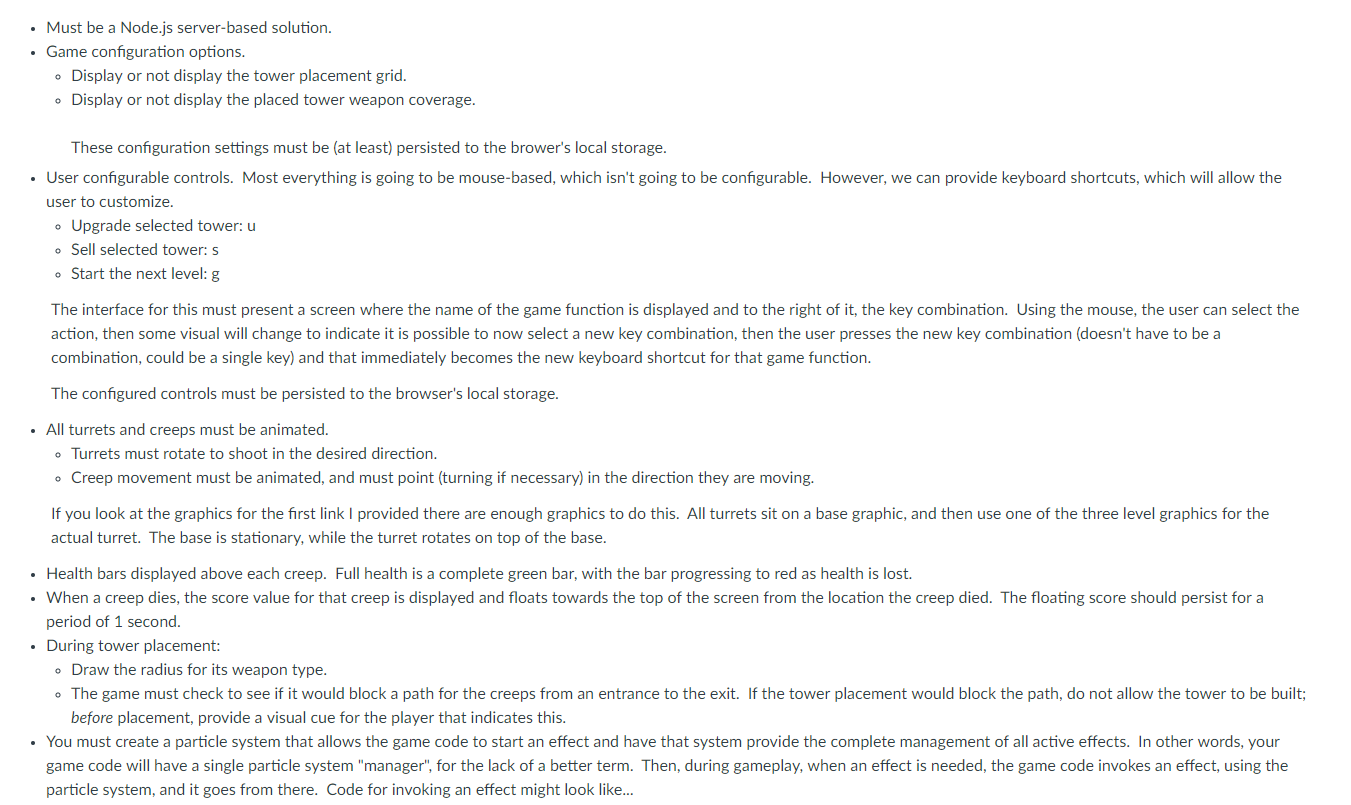 Must be a Node.js server-based solution.
Game configuration options.
Display or not display the tower placement grid.
Display or not display the placed tower weapon coverage.
These configuration settings must be (at least) persisted to the brower's local storage.
User configurable controls.  Most everything is going to be mouse-based, which isn't going to be configurable.  However, we can provide keyboard shortcuts, which will allow the
user to customize.
Upgrade selected tower: u
Sell selected tower: s
Start the next level: g
The interface for this must present a screen where the name of the game function is displayed and to the right of it, the key combination.  Using the mouse, the user can select the
action, then some visual will change to indicate it is possible to now select a new key combination, then the user presses the new key combination (doesn't have to be a
combination, could be a single key) and that immediately becomes the new keyboard shortcut for that game function.
The configured controls must be persisted to the browser's local storage.
All turrets and creeps must be animated.
Turrets must rotate to shoot in the desired direction.
Creep movement must be animated, and must point (turning if necessary) in the direction they are moving.
If you look at the graphics for the first link I provided there are enough graphics to do this.  All turrets sit on a base graphic, and then use one of the three level graphics for the
actual turret.  The base is stationary, while the turret rotates on top of the base.
Health bars displayed above each creep.  Full health is a complete green bar, with the bar progressing to red as health is lost.
When a creep dies, the score value for that creep is displayed and floats towards the top of the screen from the location the creep died.  The floating score should persist for a
period of 1 second.
During tower placement:
Draw the radius for its weapon type.
The game must check to see if it would block a path for the creeps from an entrance to the exit.  If the tower placement would block the path, do not allow the tower to be built;
before placement, provide a visual cue for the player that indicates this.
You must create a particle system that allows the game code to start an effect and have that system provide the complete management of all active effects.  In other words, your
game code will have a single particle system "manager", for the lack of a better term.  Then, during gameplay, when an effect is needed, the game code invokes an effect, using the
particle system, and it goes from there.  Code for invoking an effect might look like...